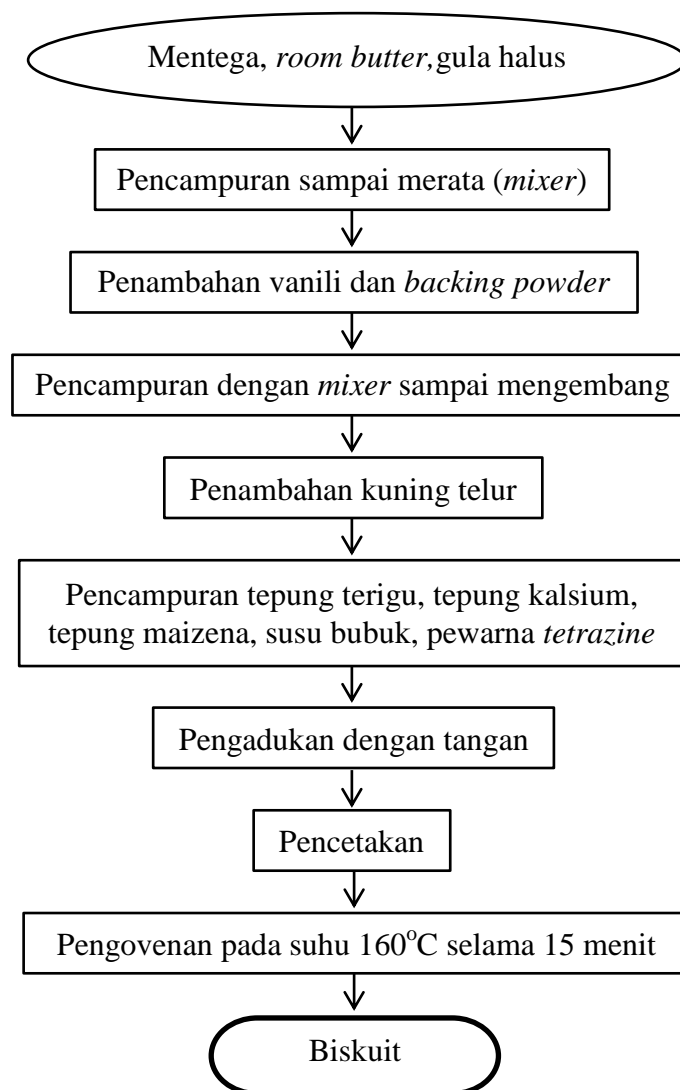 Mentega, room butter,gula halus
Pencampuran sampai merata (mixer)
Penambahan vanili dan backing powder
Pencampuran dengan mixer sampai mengembang
Penambahan kuning telur
Pencampuran tepung terigu, tepung kalsium,
tepung maizena, susu bubuk, pewarna tetrazine
Pengadukan dengan tangan
Pencetakan
Pengovenan pada suhu 160°C selama 15 menit
Biskuit